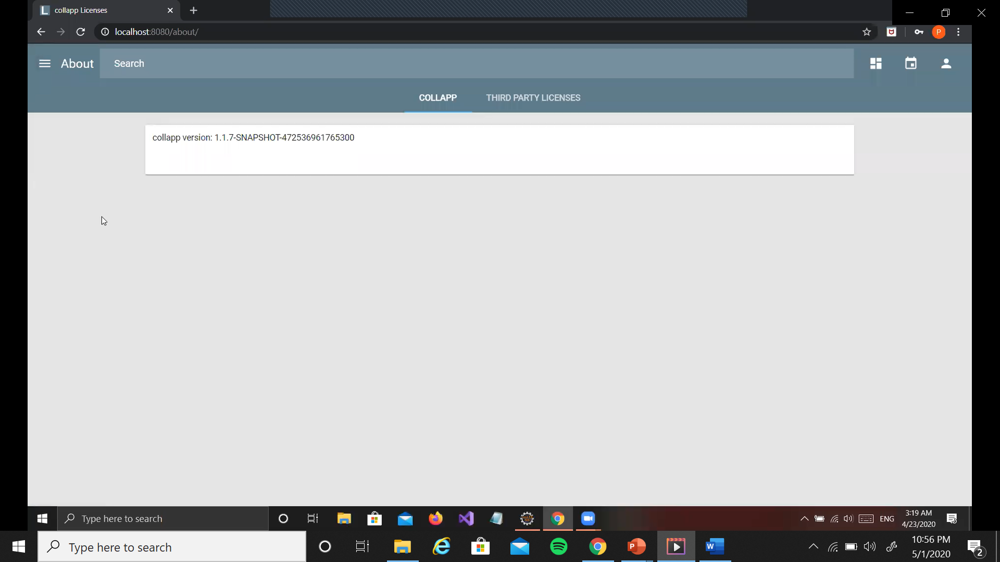 collapp Licenses
localhost:8080/about/
P
About
Search
COLLAPP
THIRD PARTY LICENSES
collapp version: 1.1.7-SNAPSHOT-472536961765300
Type here to search
ENG
3:19 AM
4/23/2020
Type here to search
10:56 PM
5/1/2020
2